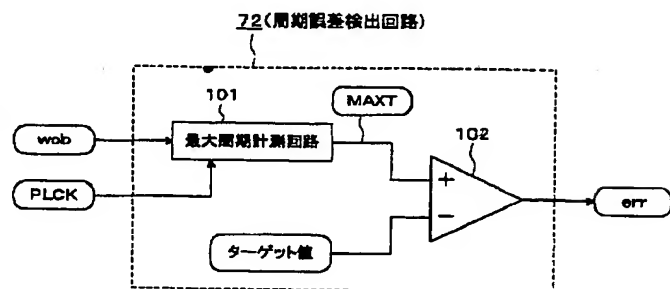 72(周期誤差検出回路)
101
MAXT
wob
最大周期計測回路
102
PLCK
+
−
err
ターゲット値